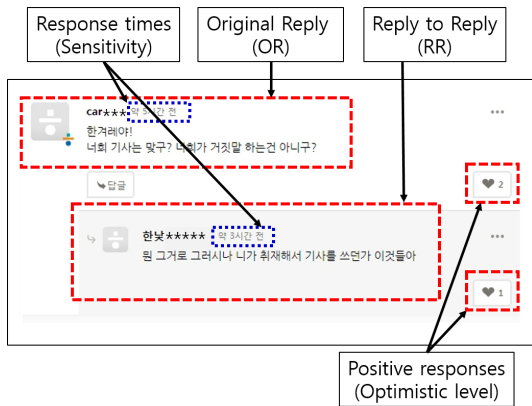 Response times
(Sensitivity)
Original Reply
(OR)
Reply to Reply
(RR)
car*** 약 5시간 전
한겨레야!
너희 기사는 맞구? 너희가 거짓말 하는건 아니구?
답글
2
한낮***** 약 3시간 전
뭔 그거로 그러시나 니가 취재해서 기사를 쓰던가 이것들아
1
Positive responses
(Optimistic level)